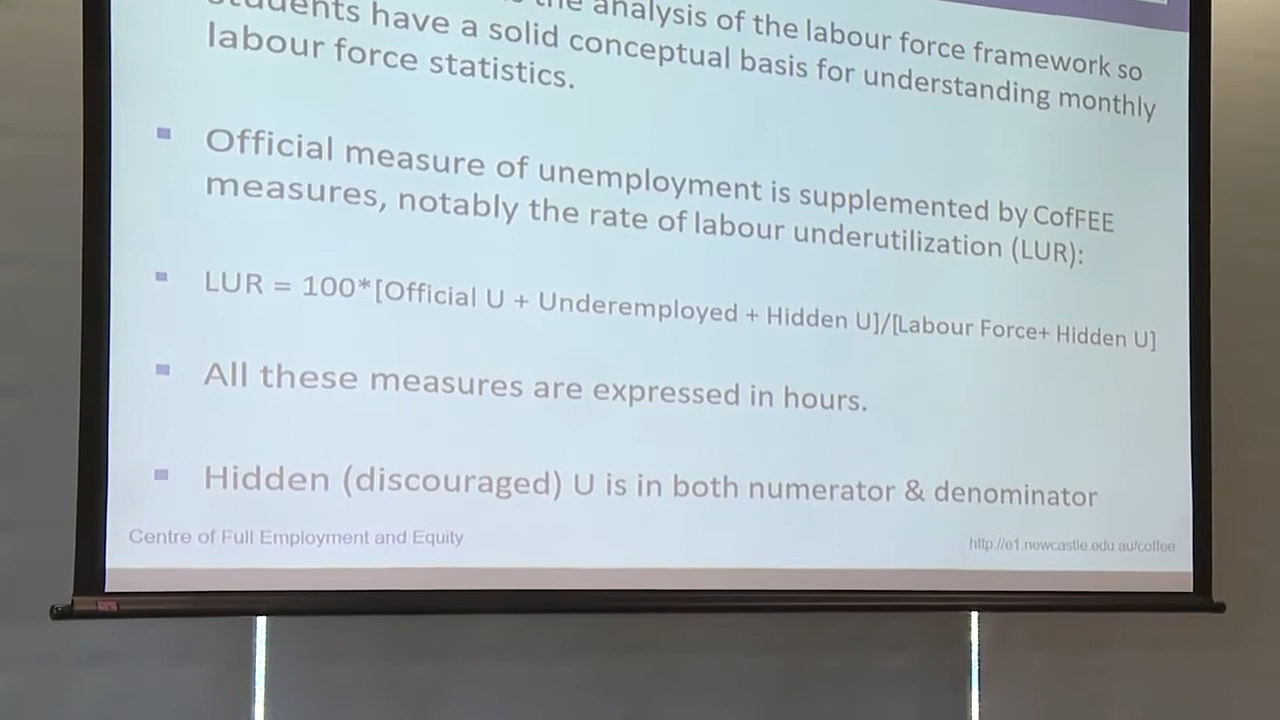 the analysis of the labour force framework so
students have a solid conceptual basis for understanding monthly
labour force statistics.
▪ Official measure of unemployment is supplemented by CofFEE
measures, notably the rate of labour underutilization (LUR):
▪ LUR = 100*[Official U + Underemployed + Hidden U]/[Labour Force+ Hidden U]
▪ All these measures are expressed in hours.
▪ Hidden (discouraged) U is in both numerator & denominator
Centre of Full Employment and Equity
http://e1.newcastle.edu.au/coffee